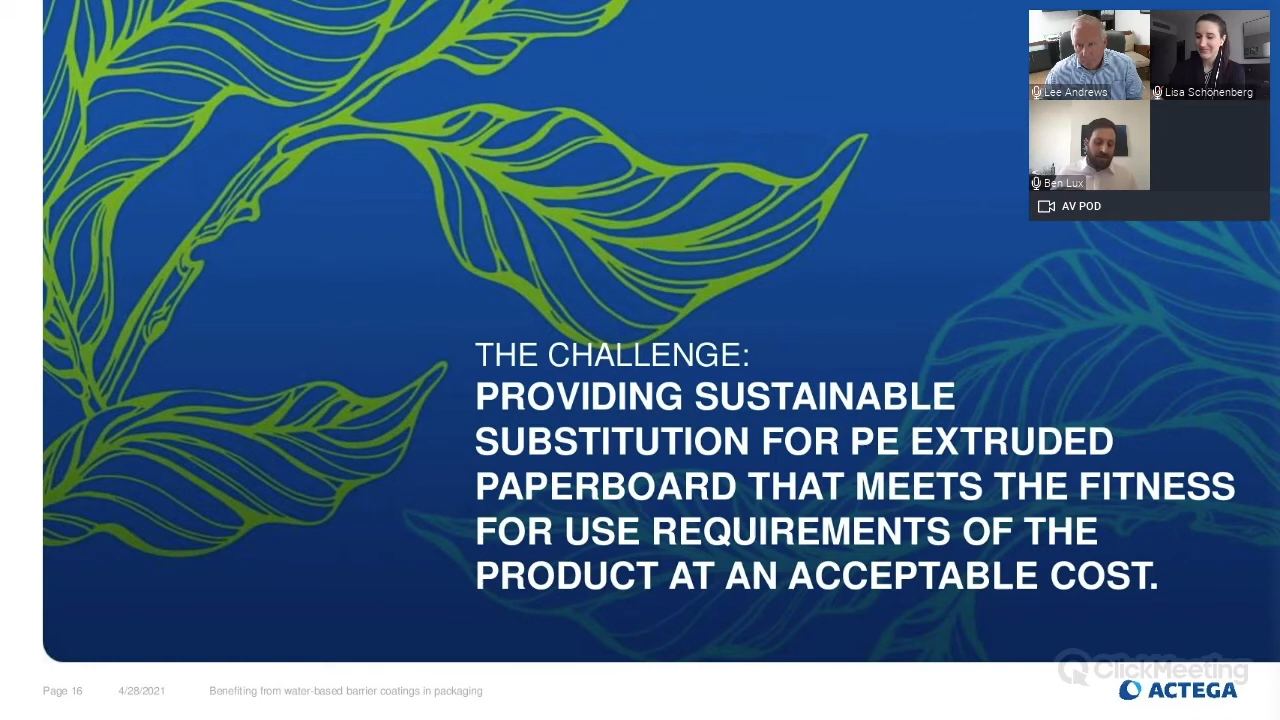 Lee Andrews
Lisa Schönenberg
Ben Lux
AV POD
THE CHALLENGE:
PROVIDING SUSTAINABLE
SUBSTITUTION FOR PE EXTRUDED
PAPERBOARD THAT MEETS THE FITNESS
FOR USE REQUIREMENTS OF THE
PRODUCT AT AN ACCEPTABLE COST.
ClickMeeting
Page 16 4/28/2021 Benefiting from water-based barrier coatings in packaging
ACTEGA